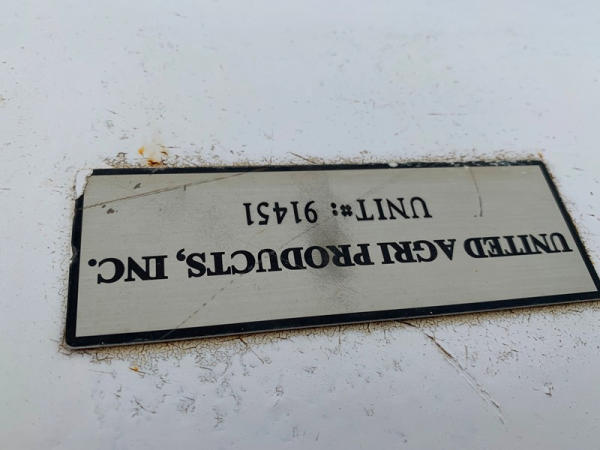 UNITED AGRI PRODUCTS, INC.
UNIT#: 91451